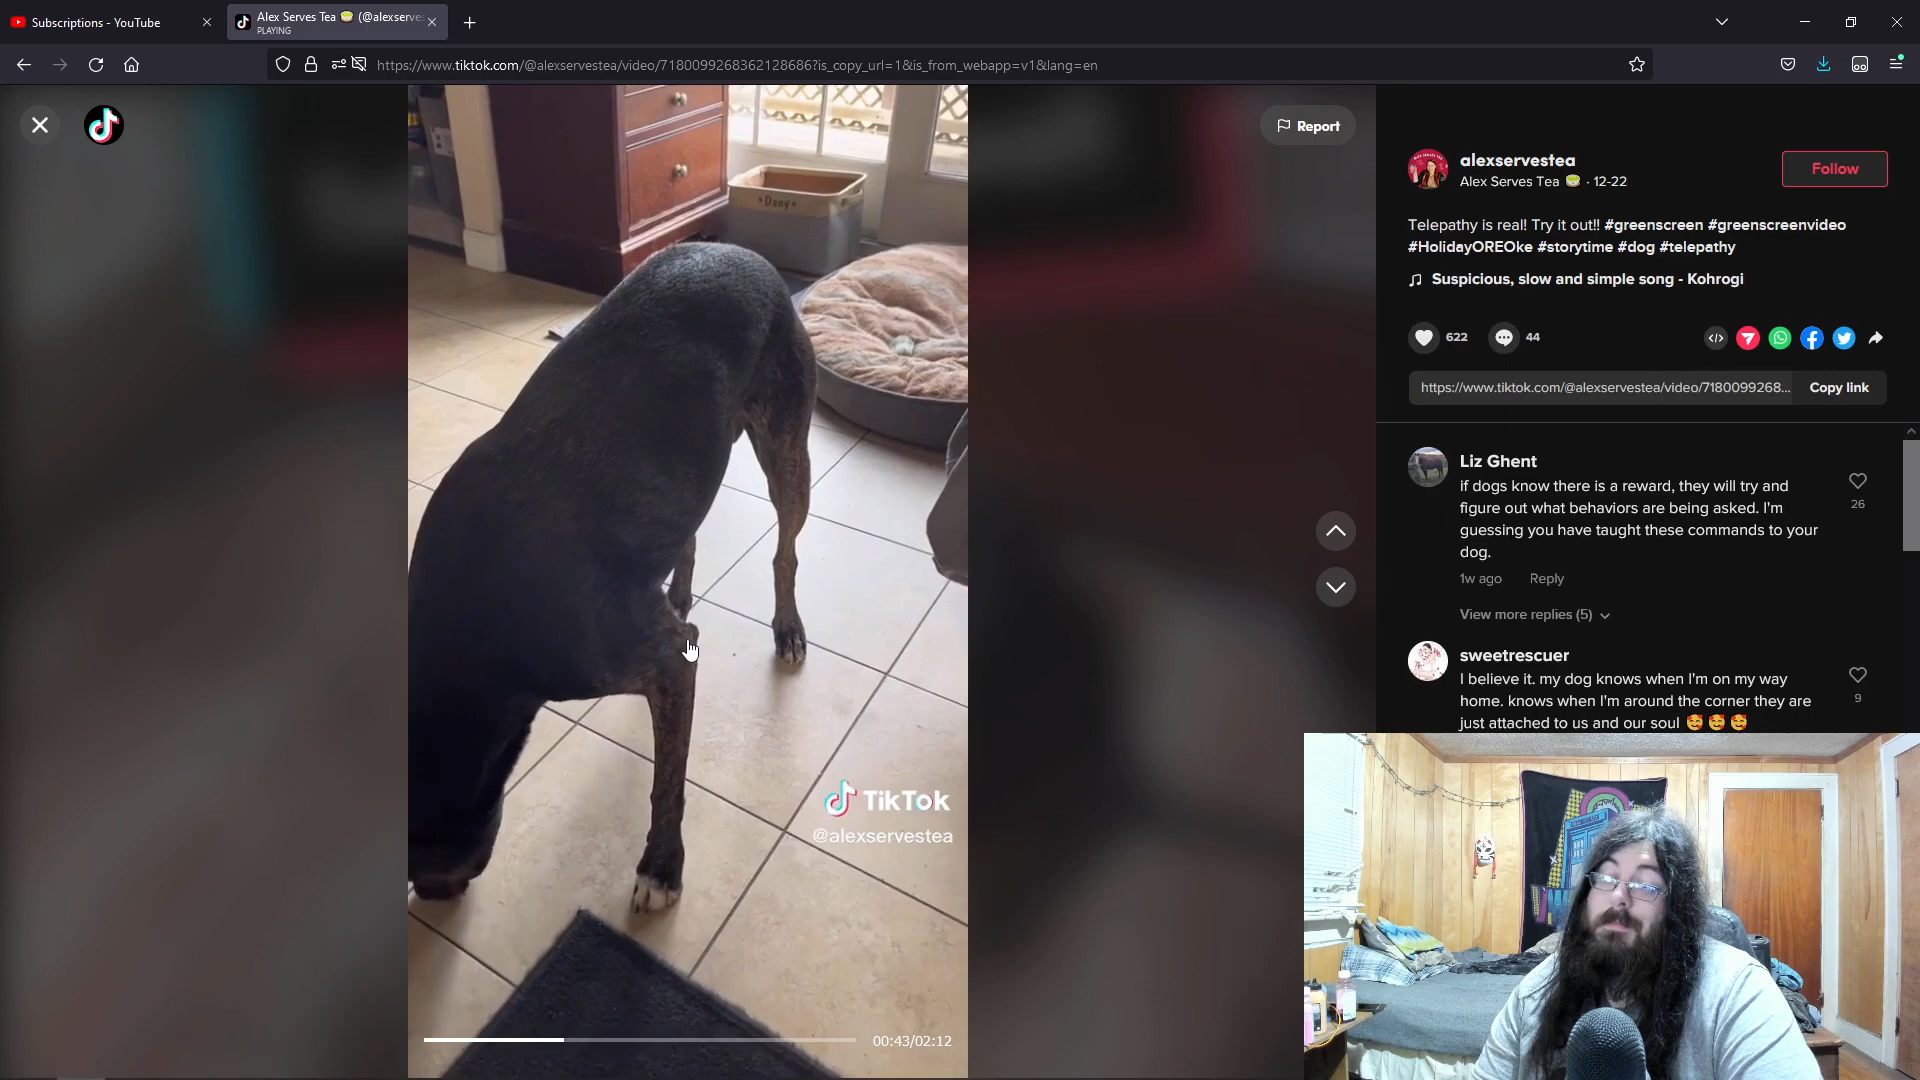 Subscriptions - YouTube
Alex Serves Tea 🍵 (@alexserves
PLAYING
https://www.tiktok.com/@alexservestea/video/7180099268362128686?is_copy_url=1&is_from_webapp=v1&lang=en
Report
alexservestea
Alex Serves Tea 🍵 · 12-22
Follow
Telepathy is real! Try it out!! #greenscreen #greenscreenvideo
#HolidayOREOke #storytime #dog #telepathy
Suspicious, slow and simple song - Kohrogi
622
44
https://www.tiktok.com/@alexservestea/video/7180099268...
Copy link
Liz Ghent
if dogs know there is a reward, they will try and
figure out what behaviors are being asked. I'm
guessing you have taught these commands to your
dog.
26
1w ago Reply
View more replies (5)
sweetrescuer
I believe it. my dog knows when I'm on my way
home. knows when I'm around the corner they are
just attached to us and our soul 🥰 🥰 🥰
9
•Dany•
TikTok
@alexservestea
00:43/02:12